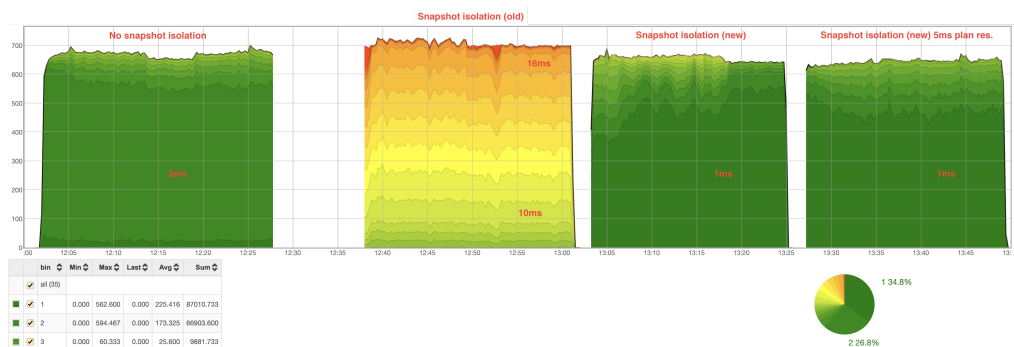 Snapshot isolation (old)
No snapshot isolation
Snapshot isolation (new)
Snapshot isolation (new) 5ms plan res.
700
16ms
600
500
400
300
2ms
1ms
1ms
200
10ms
100
0
:00 12:05 12:10 12:15 12:20 12:25 12:30 12:35 12:40 12:45 12:50 12:55 13:00 13:05 13:10 13:15 13:20 13:25 13:30 13:35 13:40 13:45 13:
bin Min Max Last Avg Sum
all (35)
1 0.000 562.600 0.000 225.416 87010.733
2 0.000 594.467 0.000 173.325 66903.600
3 0.000 60.333 0.000 25.600 9881.733
1 34.8%
2 26.8%